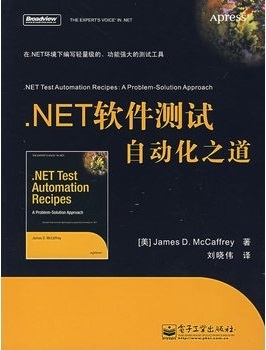 Broadview
THE EXPERT'S VOICE® IN .NET
Apress®
在.NET环境下编写轻量级的、功能强大的测试工具
.NET Test Automation Recipes: A Problem-Solution Approach
.NET软件测试
自动化之道
.NET Test
Automation
Recipes
A Problem-Solution Approach
James D. McCaffrey
Apress
[美] James D. McCaffrey 著
刘晓伟 译
电子工业出版社